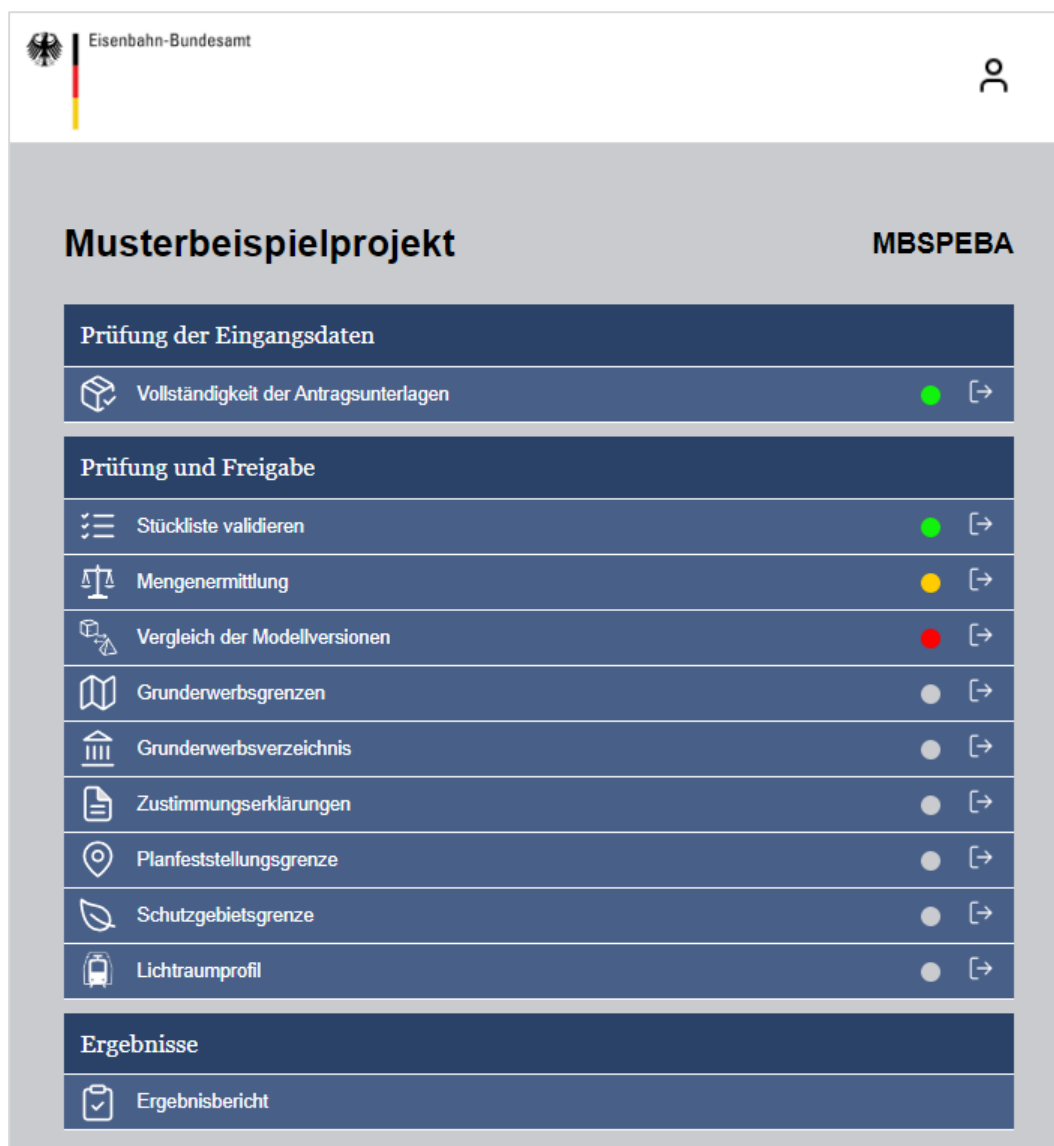 Eisenbahn-Bundesamt
Musterbeispielprojekt MBSPEBA
Prüfung der Eingangsdaten
Vollständigkeit der Antragsunterlagen
Prüfung und Freigabe
Stückliste validieren
Mengenermittlung
Vergleich der Modellversionen
Grunderwerbsgrenzen
Grunderwerbsverzeichnis
Zustimmungserklärungen
Planfeststellungsgrenze
Schutzgebietsgrenze
Lichtraumprofil
Ergebnisse
Ergebnisbericht